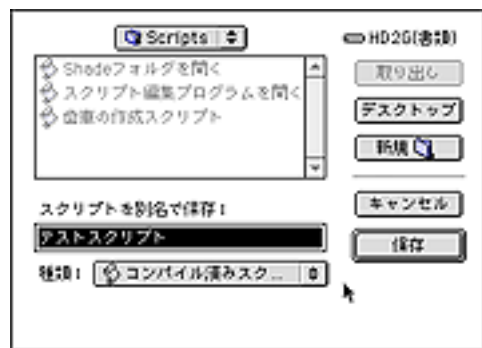 Scripts
HD2G(書類)
Shadeフォルダを開く
スクリプト編集プログラムを開く
歯車の作成スクリプト
取り出し
デスクトップ
新規
スクリプトを別名で保存:
テストスクリプト
種類: コンパイル済みスク...
キャンセル
保存